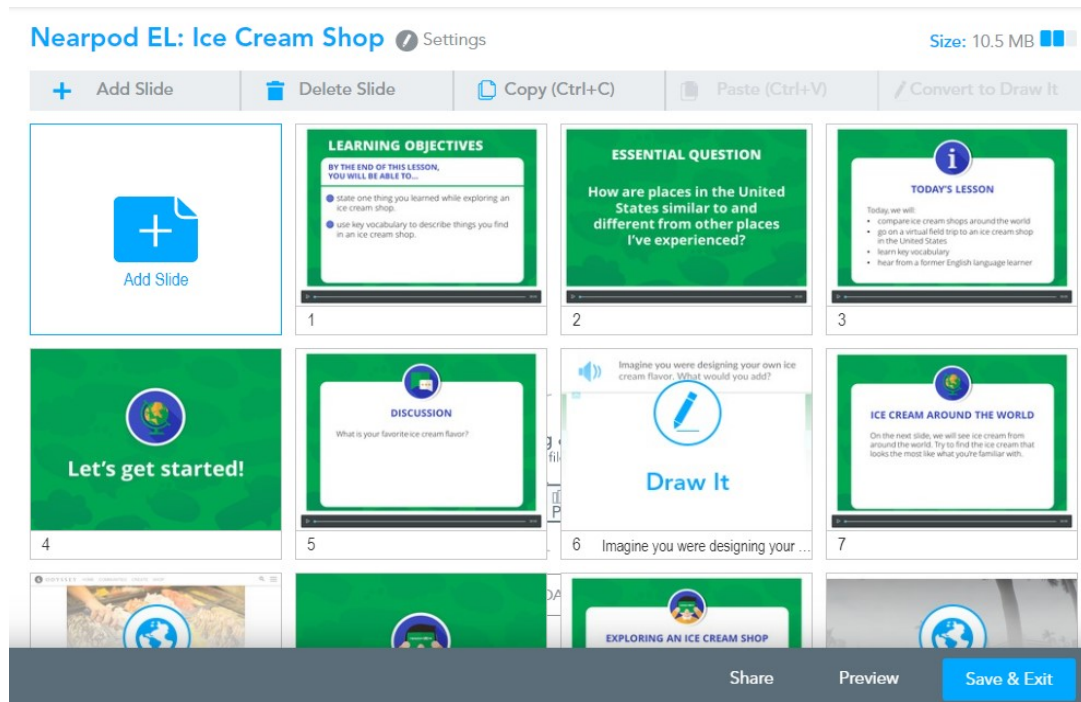 Nearpod EL: Ice Cream Shop Settings
Size: 10.5 MB
Add Slide
Delete Slide
Copy (Ctrl+C)
Paste (Ctrl+V)
Convert to Draw It
Add Slide
LEARNING OBJECTIVES
BY THE END OF THIS LESSON,
YOU WILL BE ABLE TO...
state one thing you learned while exploring an
ice cream shop.
use key vocabulary to describe things you find
in an ice cream shop.
1
ESSENTIAL QUESTION
How are places in the United
States similar to and
different from other places
I've experienced?
2
TODAY'S LESSON
Today, we will:
• compare ice cream shops around the world
• go on a virtual field trip to an ice cream shop
in the United States
• learn key vocabulary
• hear from a former English language learner
3
Let's get started!
4
DISCUSSION
What is your favorite ice cream flavor?
5
Imagine you were designing your own ice
cream flavor. What would you add?
Draw It
6 Imagine you were designing your ...
ICE CREAM AROUND THE WORLD
On the next slide, we will see ice cream from
around the world. Try to find the ice cream that
looks the most like what you're familiar with.
7
EXPLORING AN ICE CREAM SHOP
Share
Preview
Save & Exit